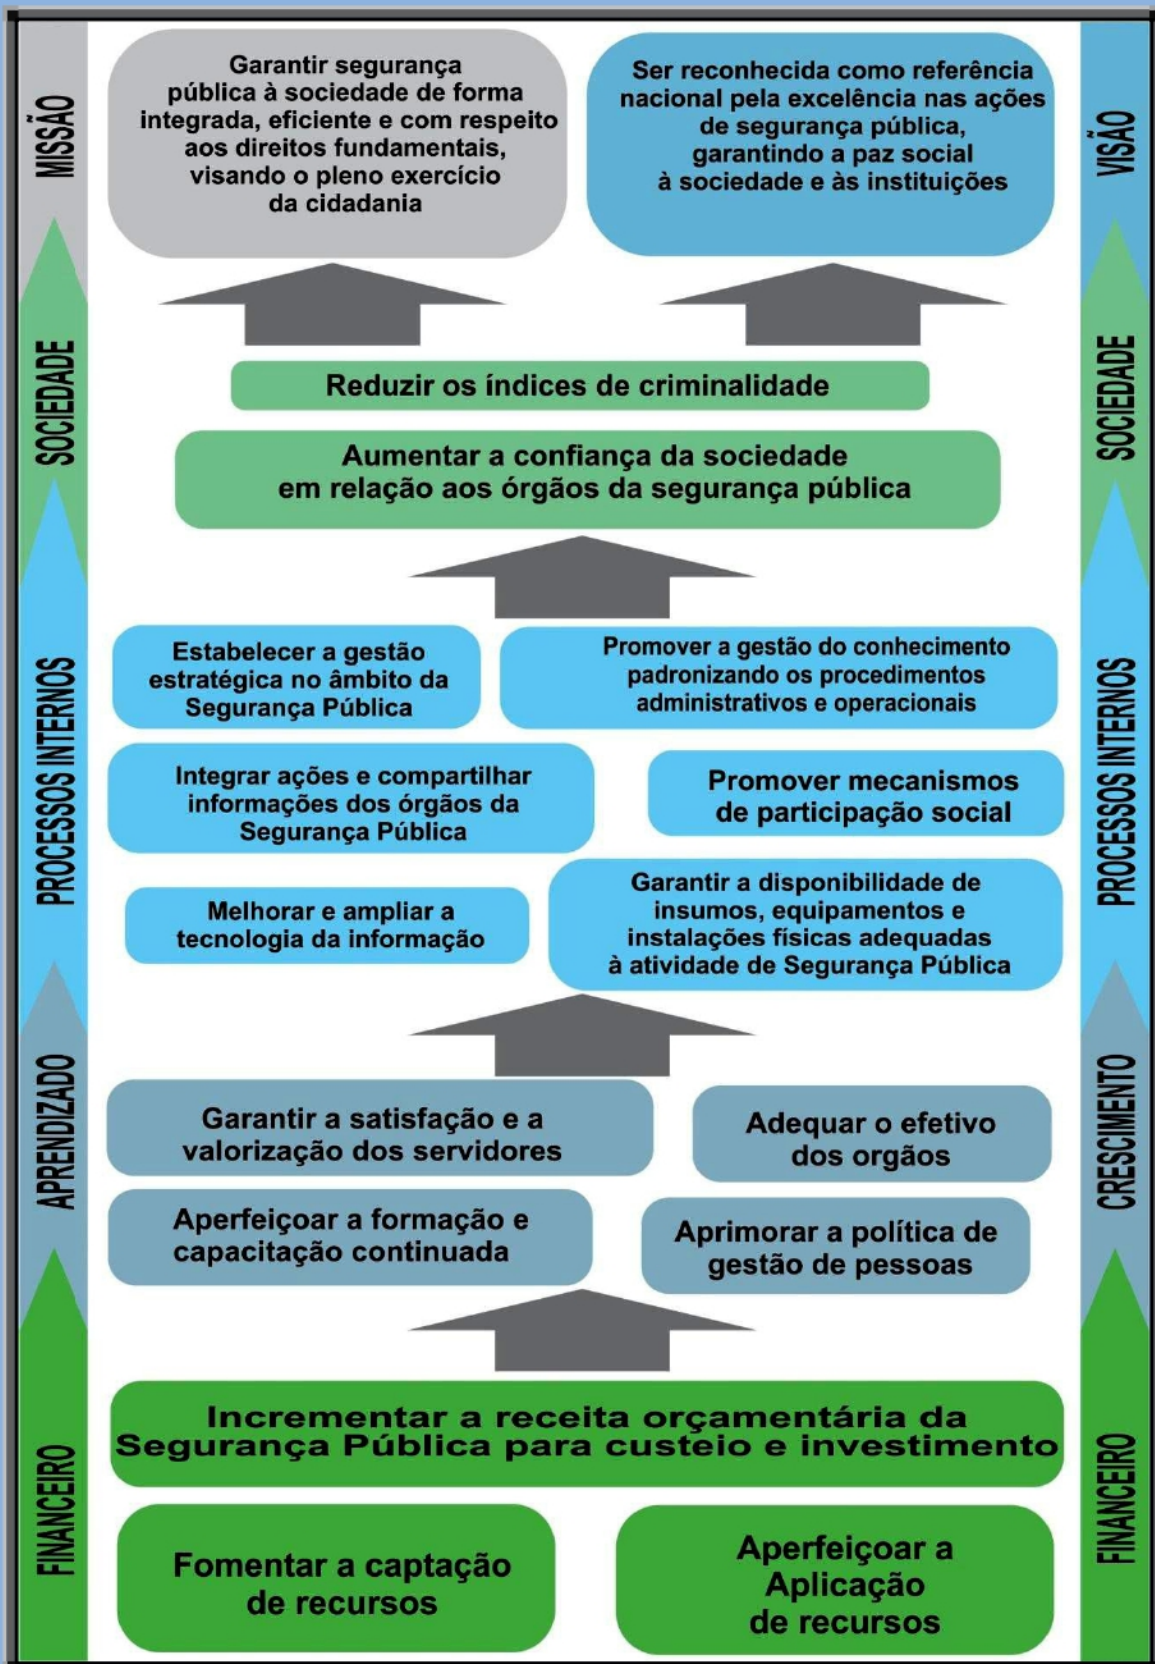 MISSÃO
Garantir segurança
pública à sociedade de forma
integrada, eficiente e com respeito
aos direitos fundamentais,
visando o pleno exercício
da cidadania
Ser reconhecida como referência
nacional pela excelência nas ações
de segurança pública,
garantindo a paz social
à sociedade e às instituições
VISÃO
SOCIEDADE
Reduzir os índices de criminalidade
Aumentar a confiança da sociedade
em relação aos órgãos da segurança pública
SOCIEDADE
PROCESSOS INTERNOS
Estabelecer a gestão
estratégica no âmbito da
Segurança Pública
Promover a gestão do conhecimento
padronizando os procedimentos
administrativos e operacionais
Integrar ações e compartilhar
informações dos órgãos da
Segurança Pública
Promover mecanismos
de participação social
Melhorar e ampliar a
tecnologia da informação
Garantir a disponibilidade de
insumos, equipamentos e
instalações físicas adequadas
à atividade de Segurança Pública
PROCESSOS INTERNOS
APRENDIZADO
Garantir a satisfação e a
valorização dos servidores
Adequar o efetivo
dos orgãos
Aperfeiçoar a formação e
capacitação continuada
Aprimorar a política de
gestão de pessoas
CRESCIMENTO
FINANCEIRO
Incrementar a receita orçamentária da
Segurança Pública para custeio e investimento
Fomentar a captação
de recursos
Aperfeiçoar a
Aplicação
de recursos
FINANCEIRO